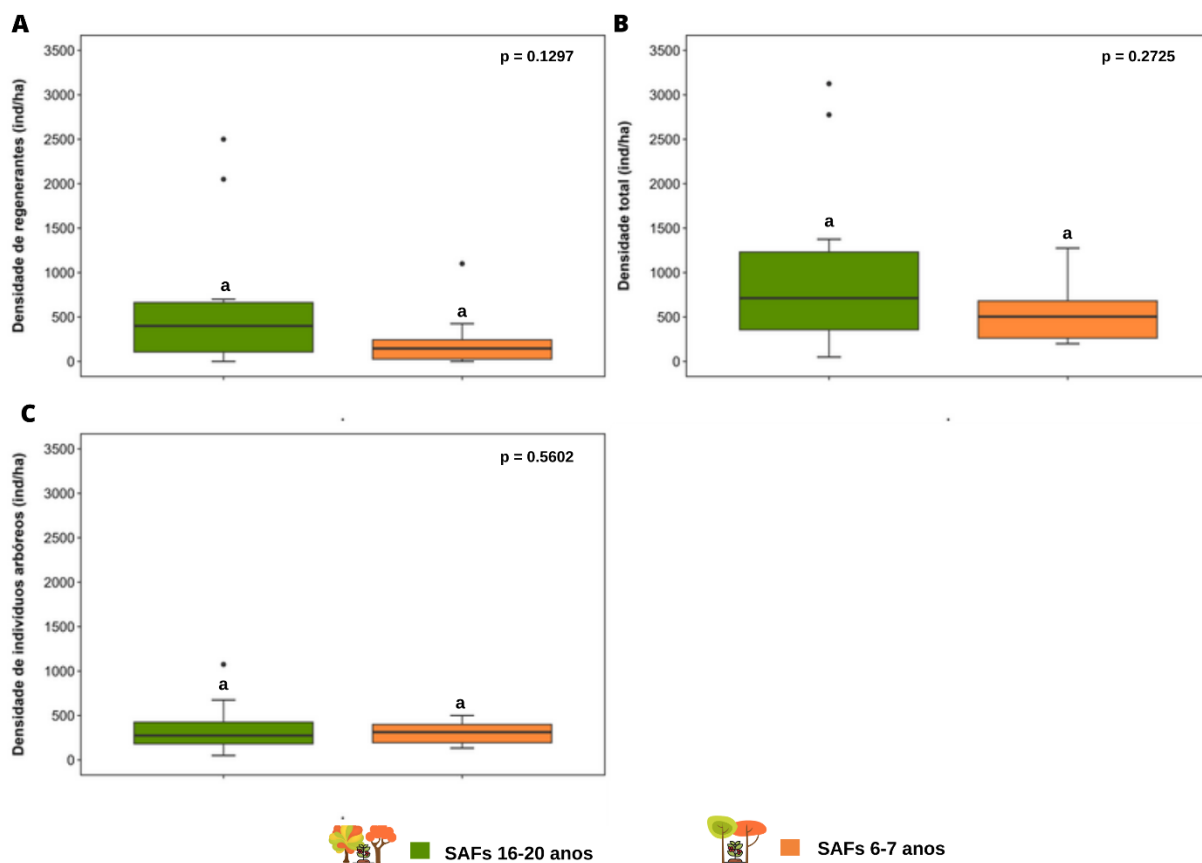 A
Densidade de regenerantes (ind/ha)
3500
3000
2500
2000
1500
1000
500
0
p = 0.1297
a
a
B
Densidade total (ind/ha)
3500
3000
2500
2000
1500
1000
500
0
p = 0.2725
a
a
C
Densidade de indivíduos arbóreos (ind/ha)
3500
3000
2500
2000
1500
1000
500
0
p = 0.5602
a
a
SAFs 16-20 anos
SAFs 6-7 anos